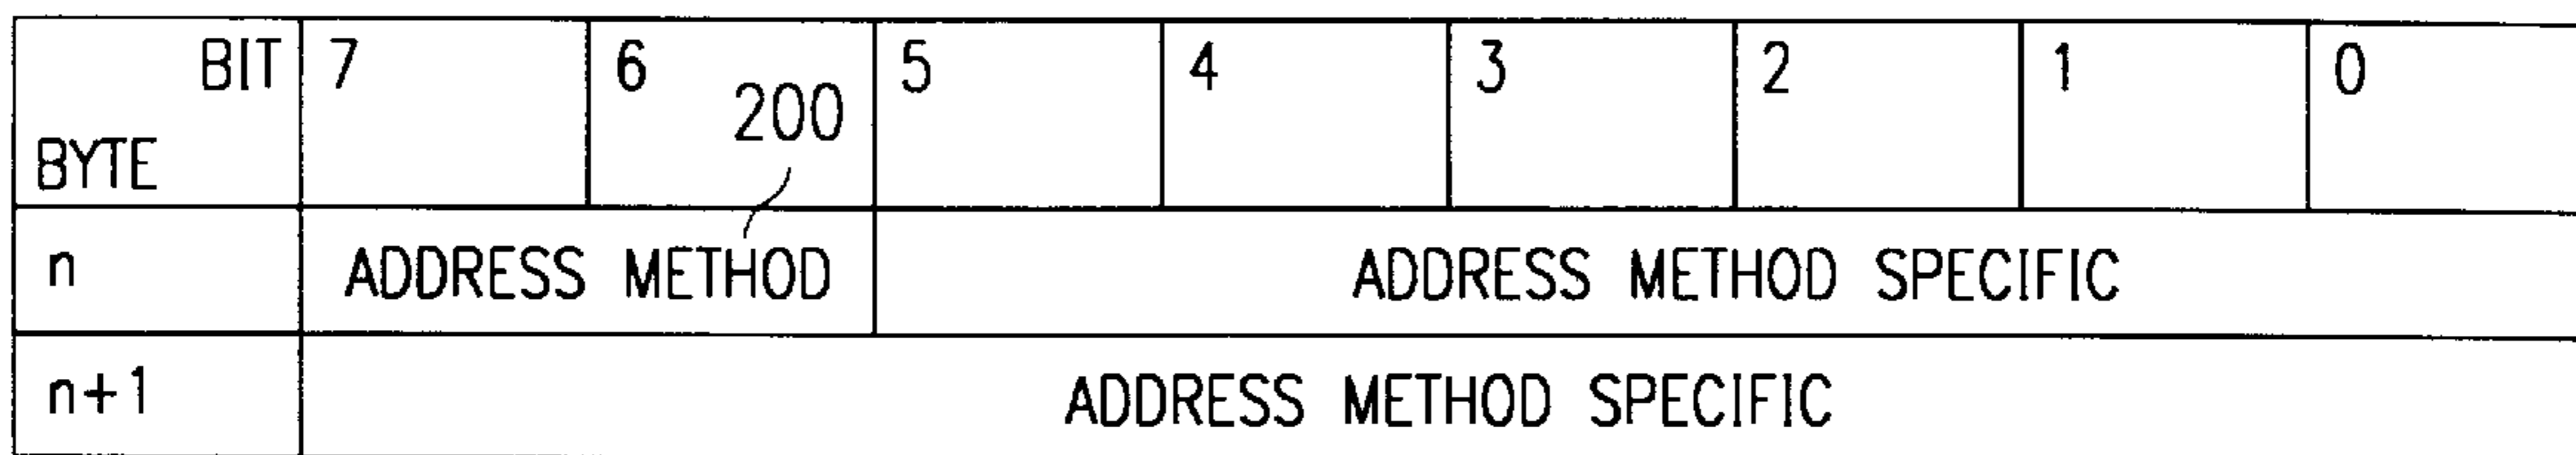 BIT 7 6 5 4 3 2 1 0
200
BYTE
n ADDRESS METHOD ADDRESS METHOD SPECIFIC
n+1 ADDRESS METHOD SPECIFIC